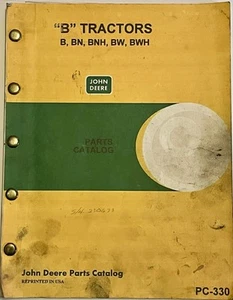 "B" TRACTORS
B, BN, BNH, BW, BWH
JOHN
DEERE
PARTS
CATALOG
John Deere Parts Catalog
REPRINTED IN USA
PC-330